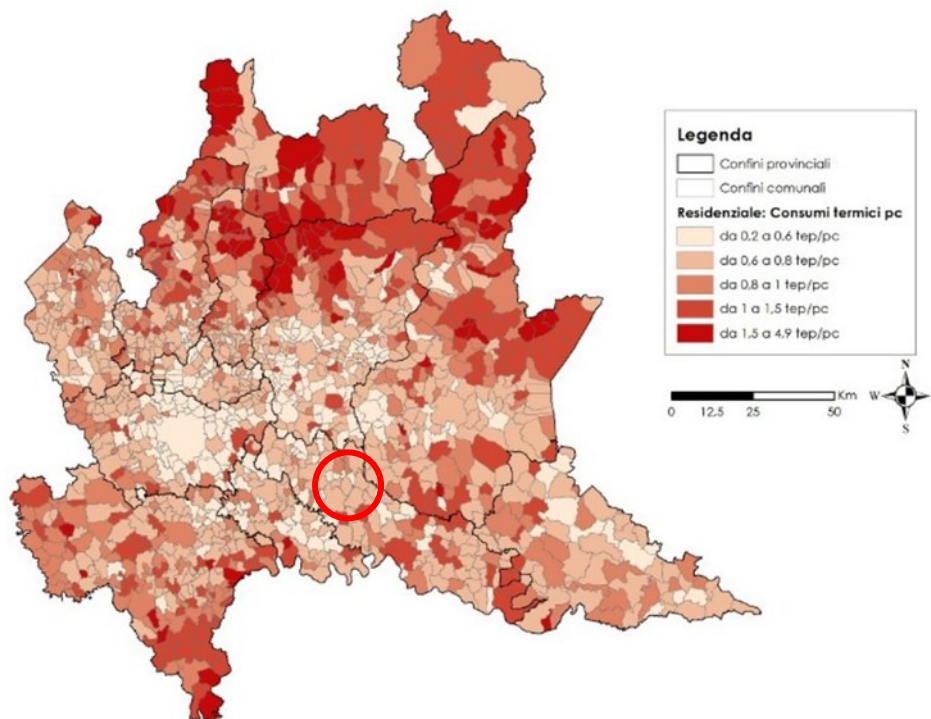 Legenda
Confini provinciali
Confini comunali
Residenziale: Consumi termici pc
da 0,2 a 0.6 tep/pc
da 0,6 a 0.8 tep/pc
da 0,8 a 1 tep/pc
da 1 a 1,5 tep/pc
da 1,5 a 4,9 tep/pc
Km
0 12,5 25 50
N
W E
S